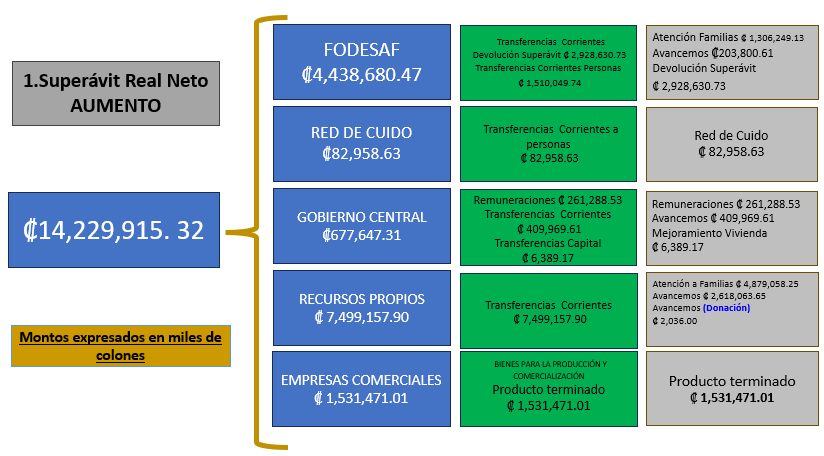 1.Superávit Real Neto
AUMENTO
₡14,229,915. 32
Montos expresados en miles de
colones
FODESAF
₡4,438,680.47
Transferencias Corrientes
Devolución Superávit ₡ 2,928,630.73
Transferencias Corrientes Personas
₡ 1,510,049.74
Atención Familias ₡ 1,306,249.13
Avancemos ₡203,800.61
Devolución Superávit
₡ 2,928,630.73
RED DE CUIDO
₡82,958.63
Transferencias Corrientes a
personas
₡ 82,958.63
Red de Cuido
₡ 82,958.63
GOBIERNO CENTRAL
₡677,647.31
Remuneraciones ₡ 261,288.53
Transferencias Corrientes
₡ 409,969.61
Transferencias Capital
₡ 6,389.17
Remuneraciones ₡ 261,288.53
Avancemos ₡ 409,969.61
Mejoramiento Vivienda
₡ 6,389.17
RECURSOS PROPIOS
₡ 7,499,157.90
Transferencias Corrientes
₡ 7,499,157.90
Atención a Familias ₡ 4,879,058.25
Avancemos ₡ 2,618,063.65
Avancemos (Donación)
₡ 2,036.00
EMPRESAS COMERCIALES
₡ 1,531,471.01
BIENES PARA LA PRODUCCIÓN Y
COMERCIALIZACIÓN
Producto terminado
₡ 1,531,471.01
Producto terminado
₡ 1,531,471.01